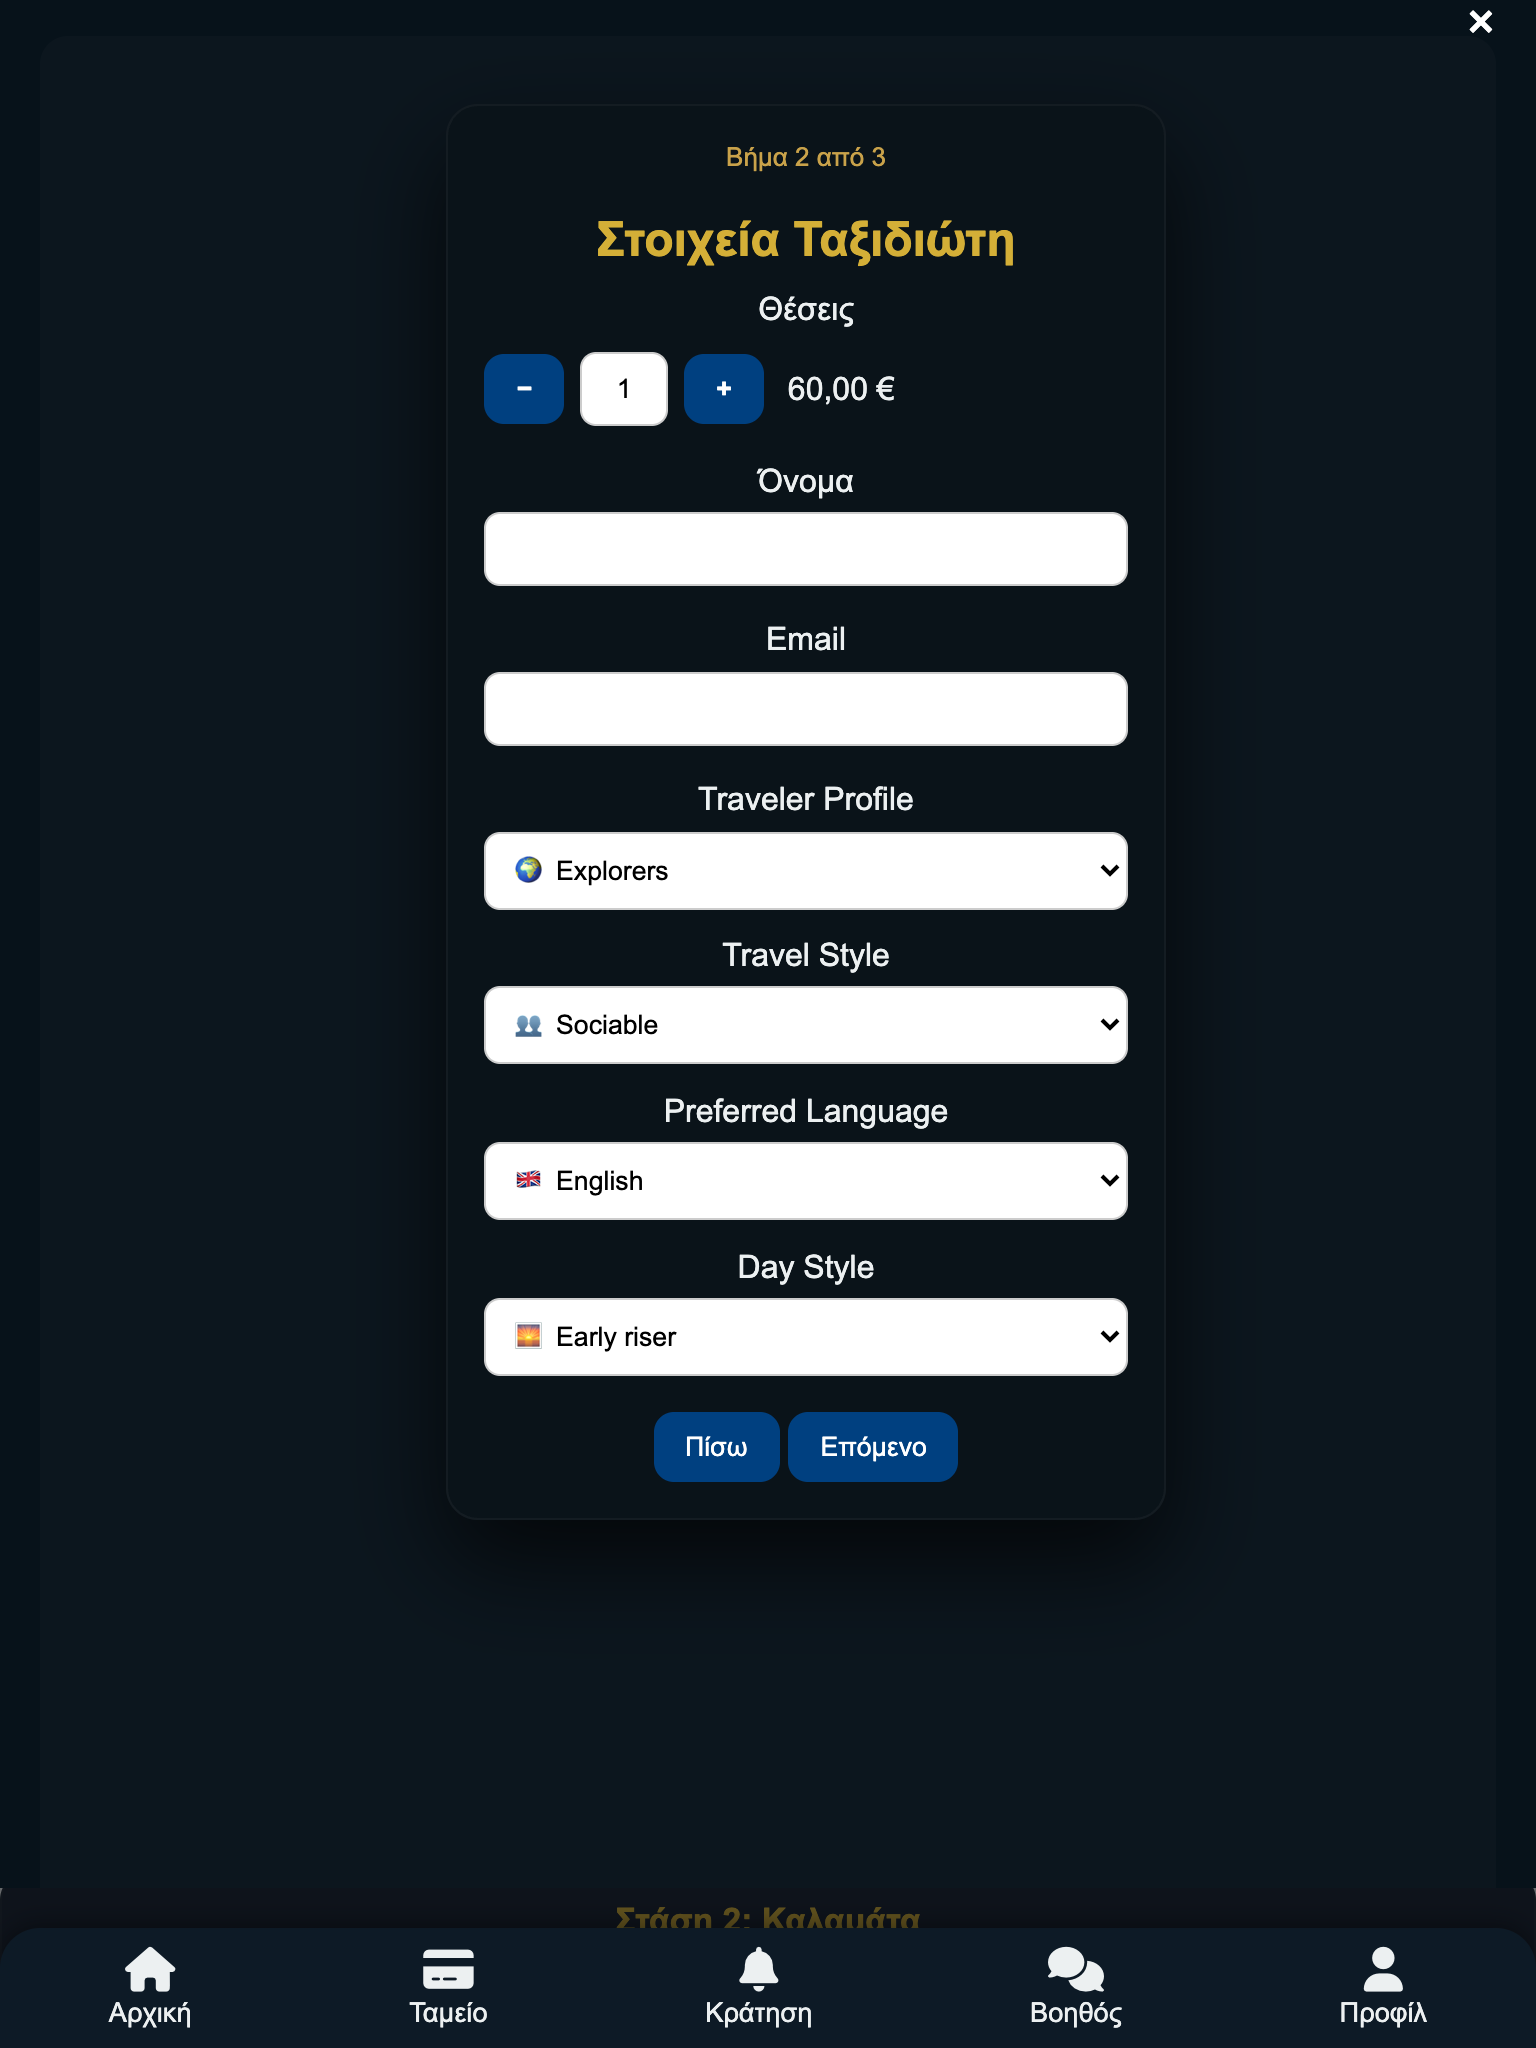 Βήμα 2 από 3
Στοιχεία Ταξιδιώτη
Θέσεις
− 1 + 60,00 €
Όνομα
Email
Traveler Profile
Explorers
Travel Style
Sociable
Preferred Language
English
Day Style
Early riser
Πίσω Επόμενο
Στάση 2: Καλαμάτα
Αρχική Ταμείο Κράτηση Βοηθός Προφίλ